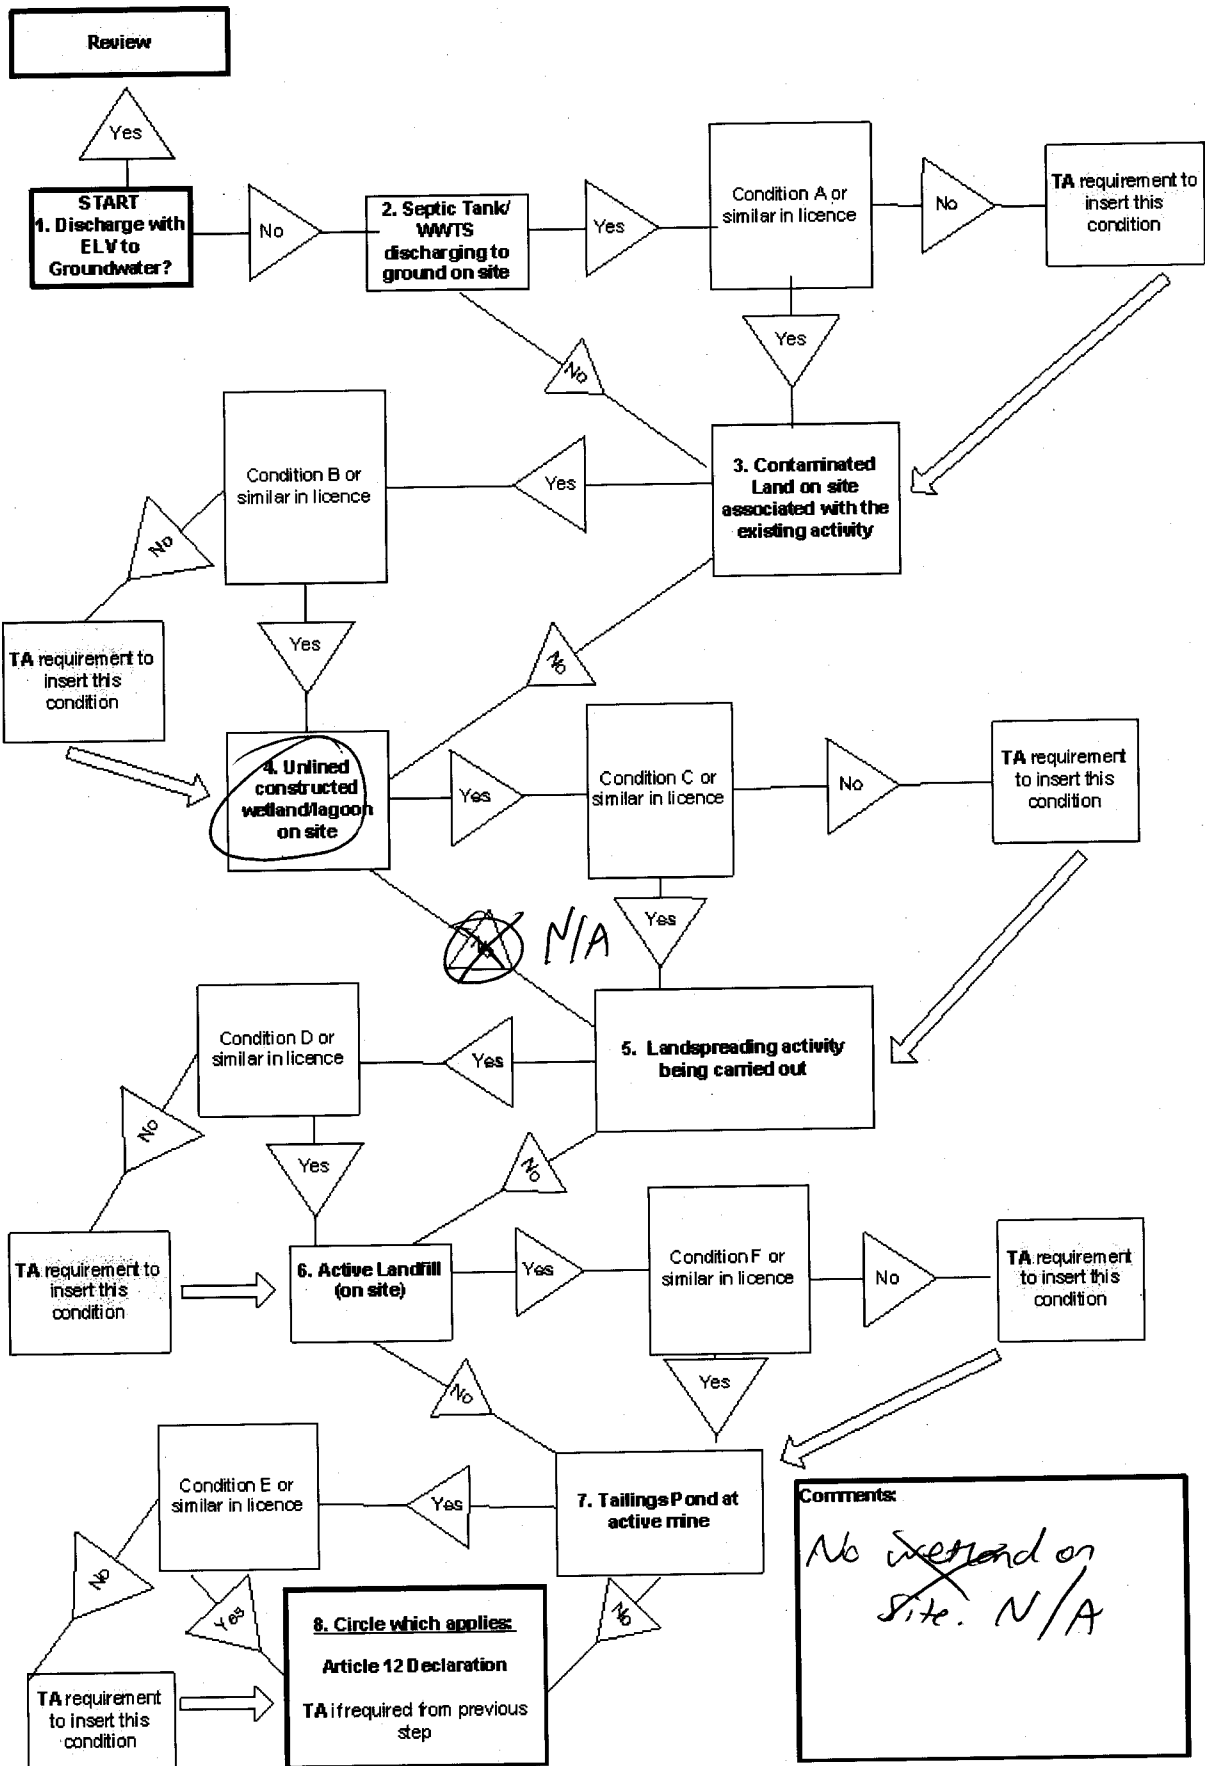 Review
Yes
START
1. Discharge with
ELV to
Groundwater?
No
2. Septic Tank/
WWTS
discharging to
ground on site
Yes
Condition A or
similar in licence
No
TA requirement to
insert this
condition
Yes
No
3. Contaminated
Land on site
associated with the
existing activity
Yes
Condition B or
similar in licence
No
TA requirement to
insert this
condition
Yes
No
4. Unlined
constructed
wetland/lagoon
on site
Yes
Condition C or
similar in licence
No
TA requirement
to insert this
condition
Yes
N/A
5. Landspreading activity
being carried out
Yes
Condition D or
similar in licence
No
TA requirement to
insert this
condition
Yes
No
6. Active Landfill
(on site)
Yes
Condition F or
similar in licence
No
TA requirement
to insert this
condition
Yes
No
7. Tailings Pond at
active mine
Yes
Condition E or
similar in licence
No
TA requirement
to insert this
condition
Yes
No
8. Circle which applies:
Article 12 Declaration
TA if required from previous
step
Comments:
No wetland on
site. N/A